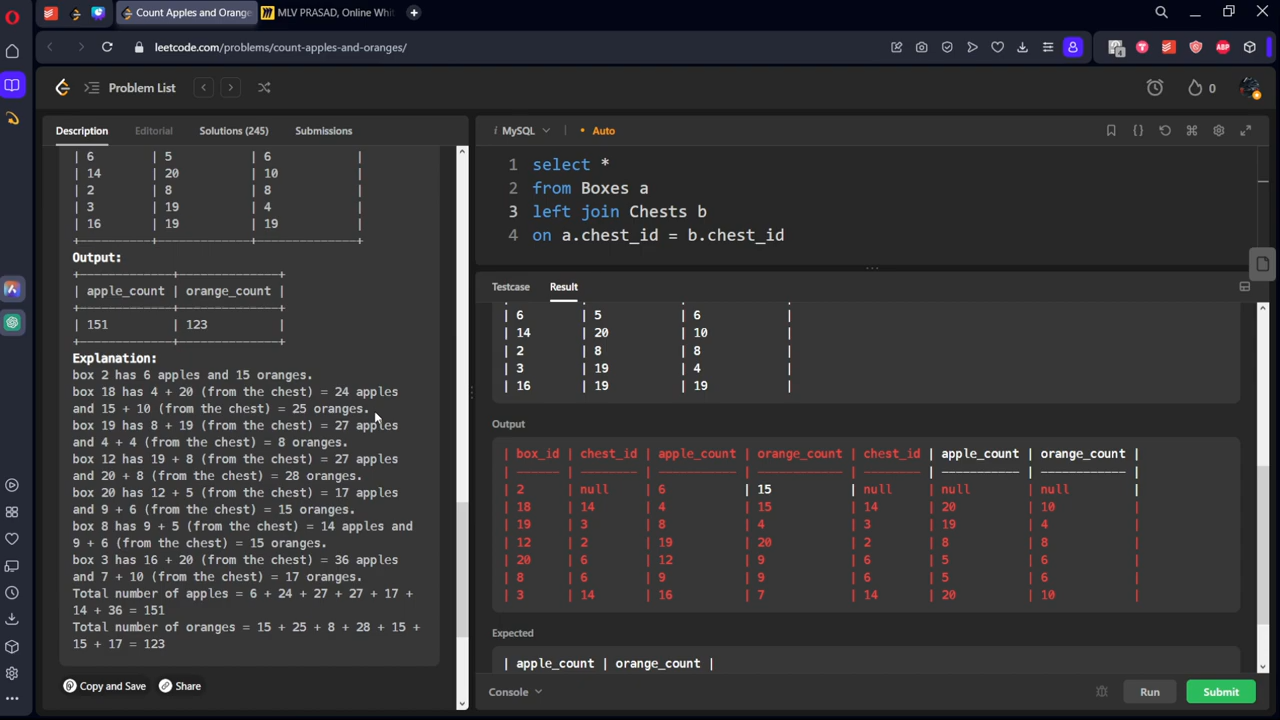 Count Apples and Orange
MLV PRASAD, Online Whit
leetcode.com/problems/count-apples-and-oranges/
4
ABP
Problem List
0
Description
Editorial
Solutions (245)
Submissions
| 6 | 5 | 6 |
| 14 | 20 | 10 |
| 2 | 8 | 8 |
| 3 | 19 | 4 |
| 16 | 19 | 19 |
+-----------+-------------+--------------+
Output:
+-------------+--------------+
| apple_count | orange_count |
+-------------+--------------+
| 151 | 123 |
+-------------+--------------+
Explanation:
box 2 has 6 apples and 15 oranges.
box 18 has 4 + 20 (from the chest) = 24 apples
and 15 + 10 (from the chest) = 25 oranges.
box 19 has 8 + 19 (from the chest) = 27 apples
and 4 + 4 (from the chest) = 8 oranges.
box 12 has 19 + 8 (from the chest) = 27 apples
and 20 + 8 (from the chest) = 28 oranges.
box 20 has 12 + 5 (from the chest) = 17 apples
and 9 + 6 (from the chest) = 15 oranges.
box 8 has 9 + 5 (from the chest) = 14 apples and
9 + 6 (from the chest) = 15 oranges.
box 3 has 16 + 20 (from the chest) = 36 apples
and 7 + 10 (from the chest) = 17 oranges.
Total number of apples = 6 + 24 + 27 + 27 + 17 +
14 + 36 = 151
Total number of oranges = 15 + 25 + 8 + 28 + 15 +
15 + 17 = 123
Copy and Save
Share
i MySQL
• Auto
1 select *
2 from Boxes a
3 left join Chests b
4 on a.chest_id = b.chest_id
Testcase
Result
| 6 | 5 | 6 |
| 14 | 20 | 10 |
| 2 | 8 | 8 |
| 3 | 19 | 4 |
| 16 | 19 | 19 |
Output
| box_id | chest_id | apple_count | orange_count | chest_id | apple_count | orange_count |
| ------ | -------- | ----------- | ------------ | -------- | ----------- | ------------ |
| 2 | null | 6 | 15 | null | null | null |
| 18 | 14 | 4 | 15 | 14 | 20 | 10 |
| 19 | 3 | 8 | 4 | 3 | 19 | 4 |
| 12 | 2 | 19 | 20 | 2 | 8 | 8 |
| 20 | 6 | 12 | 9 | 6 | 5 | 6 |
| 8 | 6 | 9 | 9 | 6 | 5 | 6 |
| 3 | 14 | 16 | 7 | 14 | 20 | 10 |
Expected
| apple_count | orange_count |
Console
Run
Submit